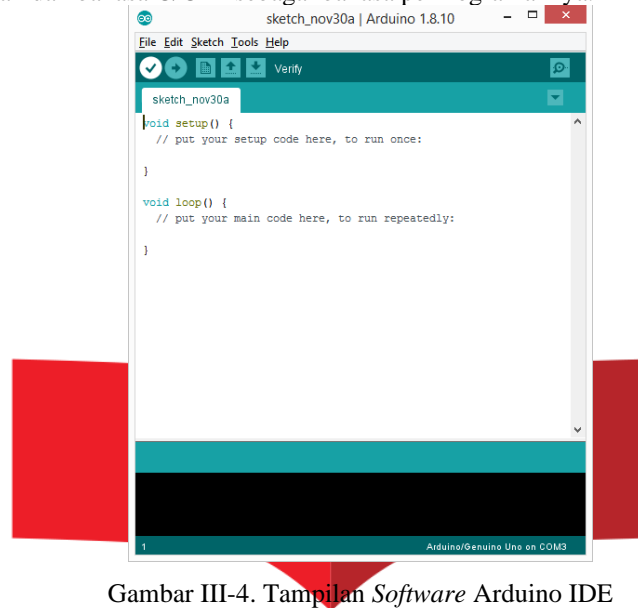 sketch_nov30a | Arduino 1.8.10
File Edit Sketch Tools Help
Verify
sketch_nov30a
void setup() {
// put your setup code here, to run once:
}
void loop() {
// put your main code here, to run repeatedly:
}
1 Arduino/Genuino Uno on COM3
Gambar III-4. Tampilan Software Arduino IDE